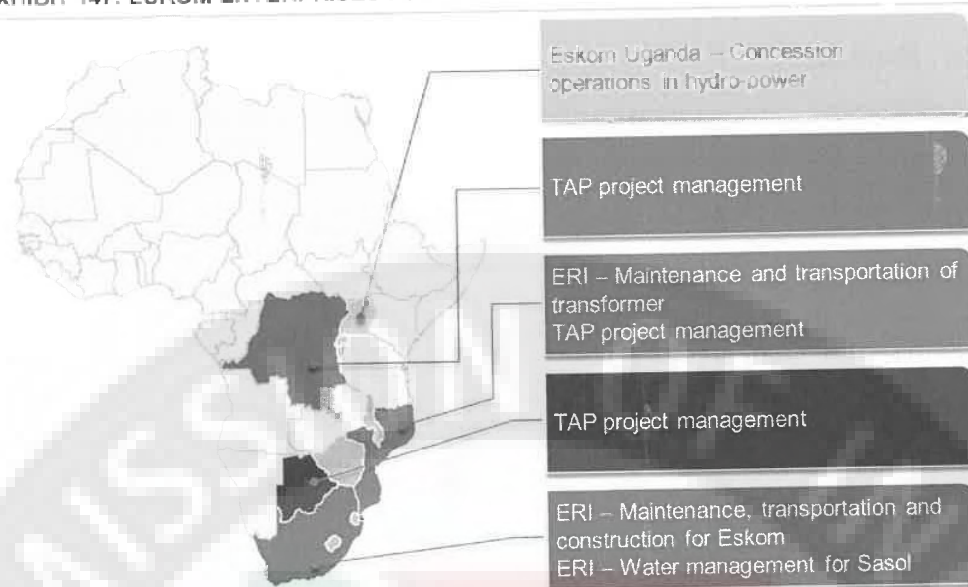 Eskom Uganda – Concession
operations in hydro-power
TAP project management
ERI – Maintenance and transportation of
transformer
TAP project management
TAP project management
ERI – Maintenance, transportation and
construction for Eskom
ERI – Water management for Sasol